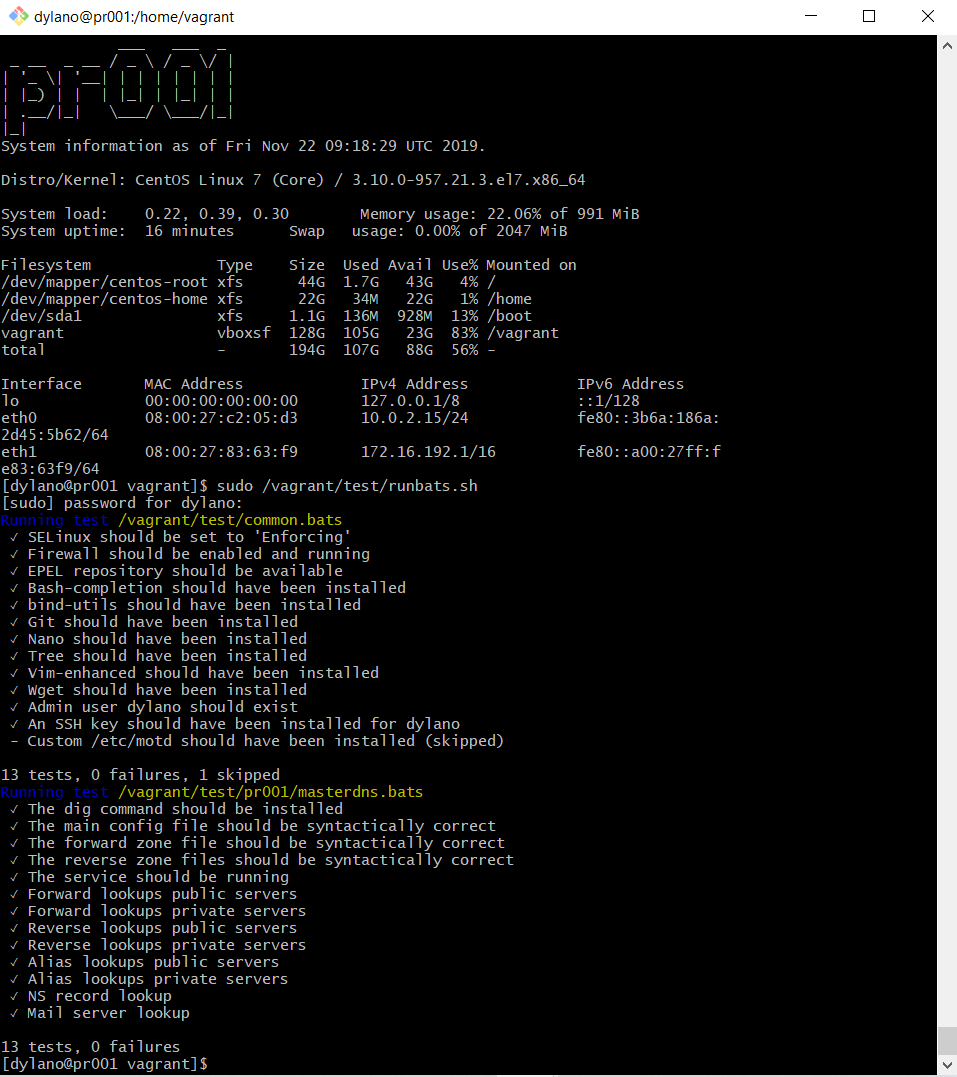 dylano@pr001:/home/vagrant
pr001
System information as of Fri Nov 22 09:18:29 UTC 2019.
Distro/Kernel: CentOS Linux 7 (Core) / 3.10.0-957.21.3.el7.x86_64
System load:    0.22, 0.39, 0.30        Memory usage: 22.06% of 991 MiB
System uptime:  16 minutes      Swap   usage: 0.00% of 2047 MiB
Filesystem              Type    Size  Used Avail Use% Mounted on
/dev/mapper/centos-root xfs      44G  1.7G   43G   4% /
/dev/mapper/centos-home xfs      22G   34M   22G   1% /home
/dev/sda1               xfs     1.1G  136M  928M  13% /boot
vagrant                 vboxsf  128G  105G   23G  83% /vagrant
total                   -       194G  107G   88G  56% -
Interface       MAC Address             IPv4 Address            IPv6 Address
lo              00:00:00:00:00:00       127.0.0.1/8             ::1/128
eth0            08:00:27:c2:05:d3       10.0.2.15/24            fe80::3b6a:186a:
2d45:5b62/64
eth1            08:00:27:83:63:f9       172.16.192.1/16         fe80::a00:27ff:f
e83:63f9/64
[dylano@pr001 vagrant]$ sudo /vagrant/test/runbats.sh
[sudo] password for dylano:
Running test /vagrant/test/common.bats
✓ SELinux should be set to 'Enforcing'
✓ Firewall should be enabled and running
✓ EPEL repository should be available
✓ Bash-completion should have been installed
✓ bind-utils should have been installed
✓ Git should have been installed
✓ Nano should have been installed
✓ Tree should have been installed
✓ Vim-enhanced should have been installed
✓ Wget should have been installed
✓ Admin user dylano should exist
✓ An SSH key should have been installed for dylano
- Custom /etc/motd should have been installed (skipped)
13 tests, 0 failures, 1 skipped
Running test /vagrant/test/pr001/masterdns.bats
✓ The dig command should be installed
✓ The main config file should be syntactically correct
✓ The forward zone file should be syntactically correct
✓ The reverse zone files should be syntactically correct
✓ The service should be running
✓ Forward lookups public servers
✓ Forward lookups private servers
✓ Reverse lookups public servers
✓ Reverse lookups private servers
✓ Alias lookups public servers
✓ Alias lookups private servers
✓ NS record lookup
✓ Mail server lookup
13 tests, 0 failures
[dylano@pr001 vagrant]$